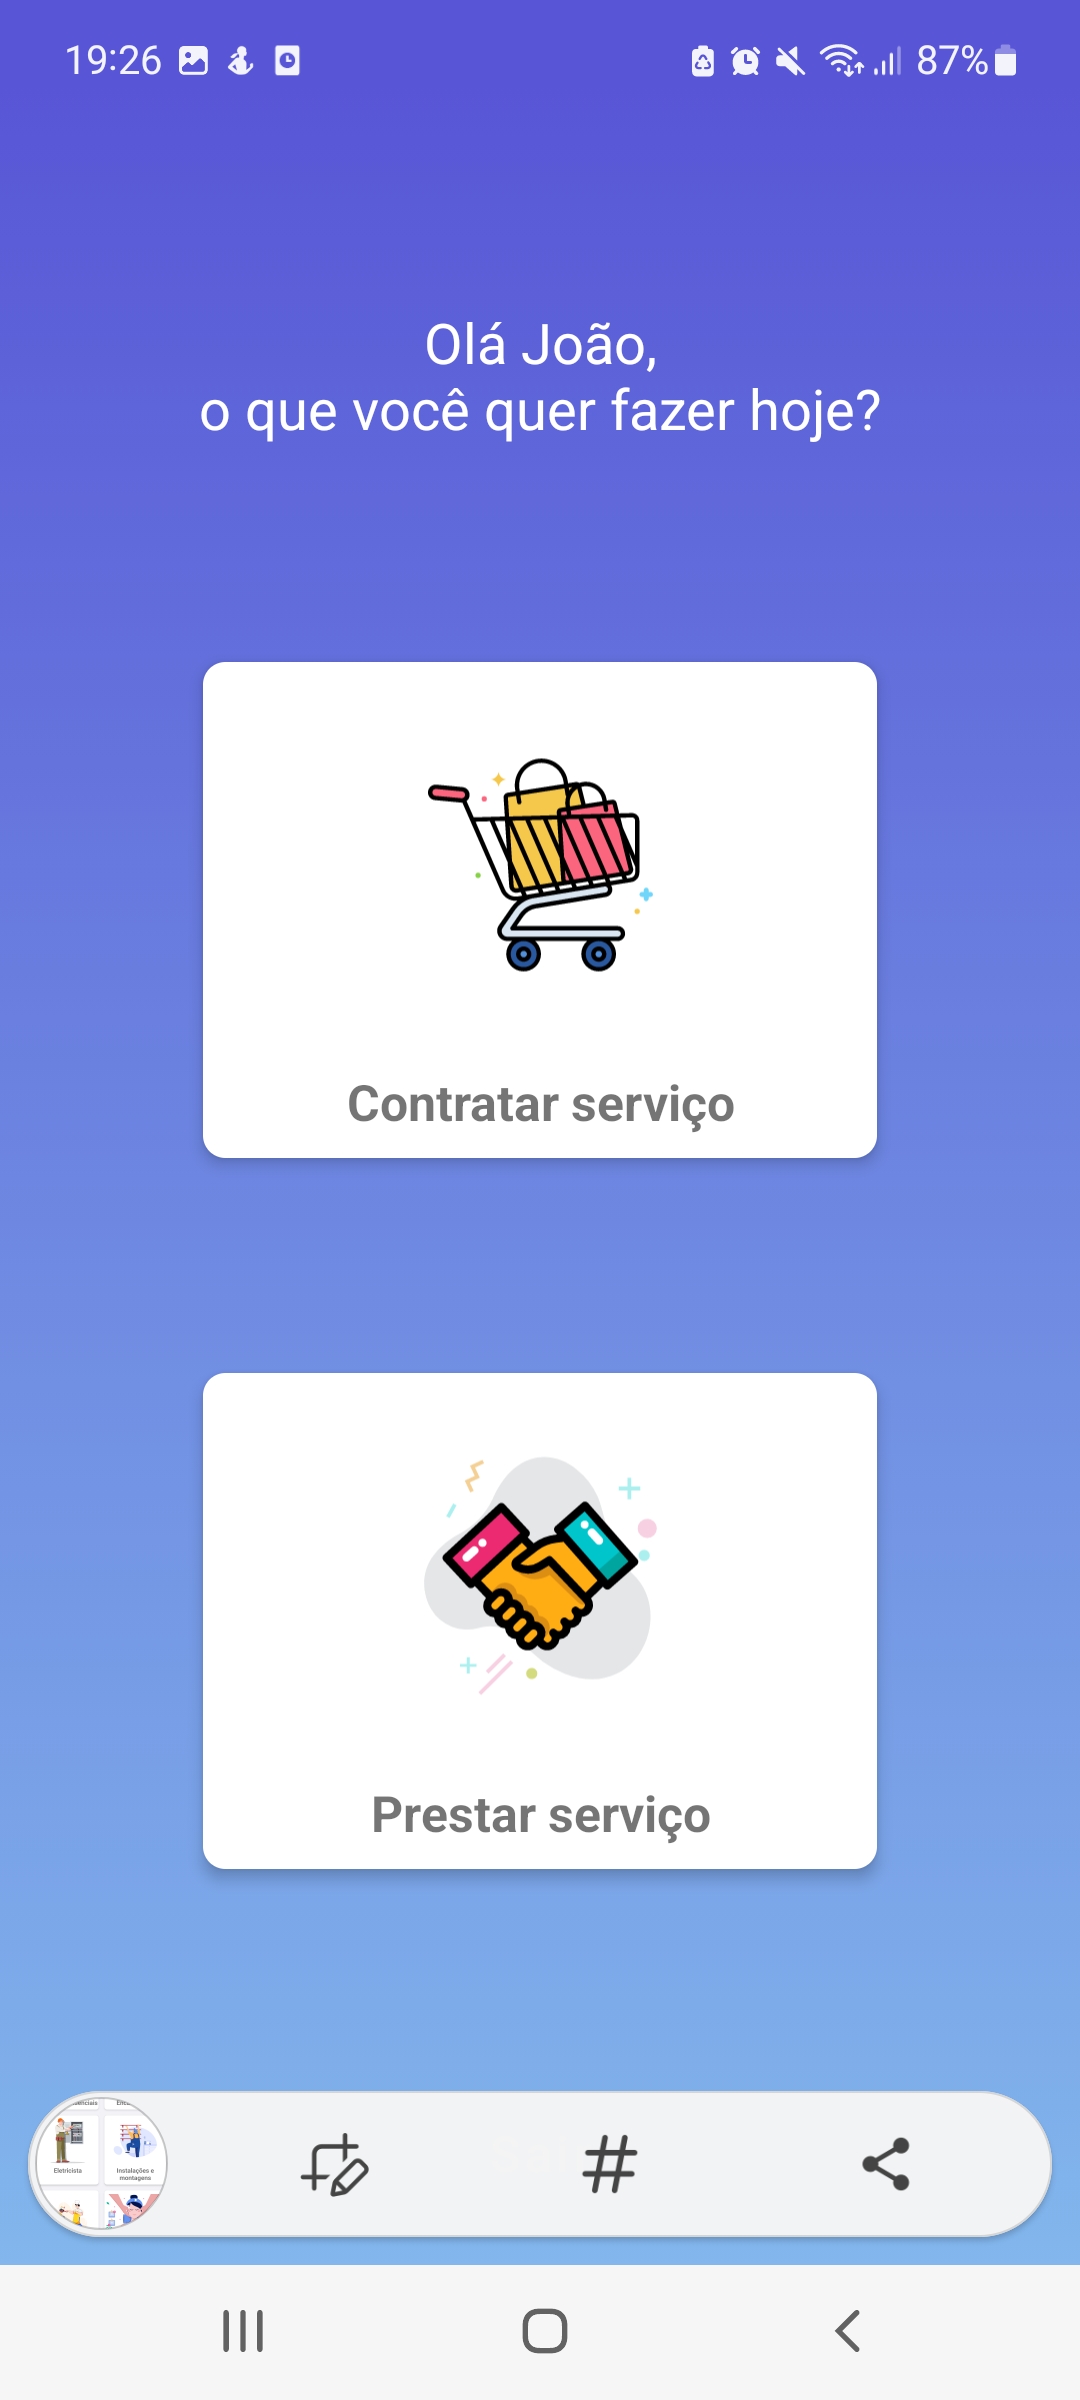 19:26
87%
Olá João,
o que você quer fazer hoje?
Contratar serviço
Prestar serviço
Eletricista
Instalações e
montagens